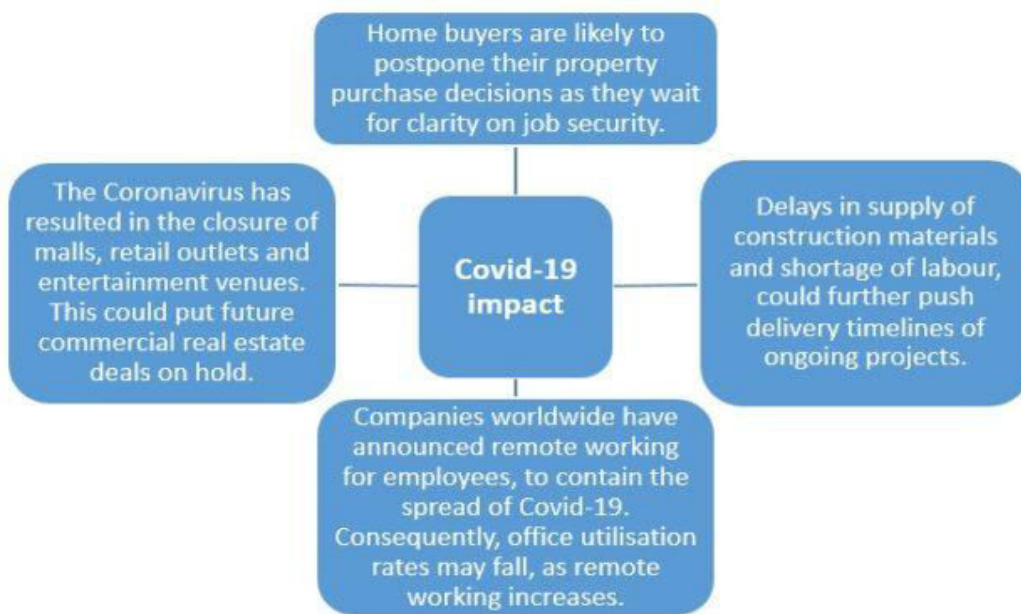 Home buyers are likely to
postpone their property
purchase decisions as they wait
for clarity on job security.
The Coronavirus has
resulted in the closure of
malls, retail outlets and
entertainment venues.
This could put future
commercial real estate
deals on hold.
Covid-19
impact
Delays in supply of
construction materials
and shortage of labour,
could further push
delivery timelines of
ongoing projects.
Companies worldwide have
announced remote working
for employees, to contain the
spread of Covid-19.
Consequently, office utilisation
rates may fall, as remote
working increases.